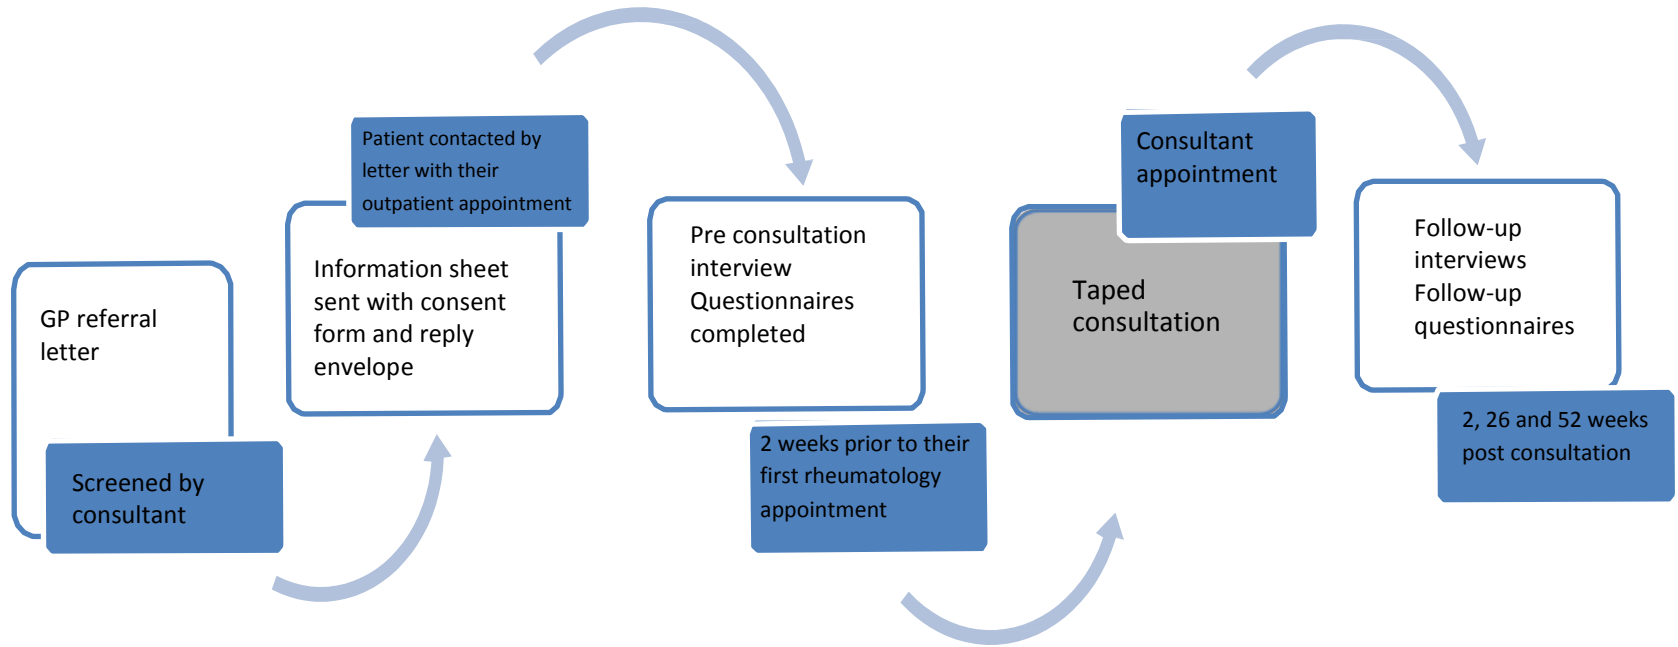 GP referral
letter
Screened by
consultant
Patient contacted by
letter with their
outpatient appointment
Information sheet
sent with consent
form and reply
envelope
Pre consultation
interview
Questionnaires
completed
2 weeks prior to their
first rheumatology
appointment
Consultant
appointment
Taped
consultation
Follow-up
interviews
Follow-up
questionnaires
2, 26 and 52 weeks
post consultation